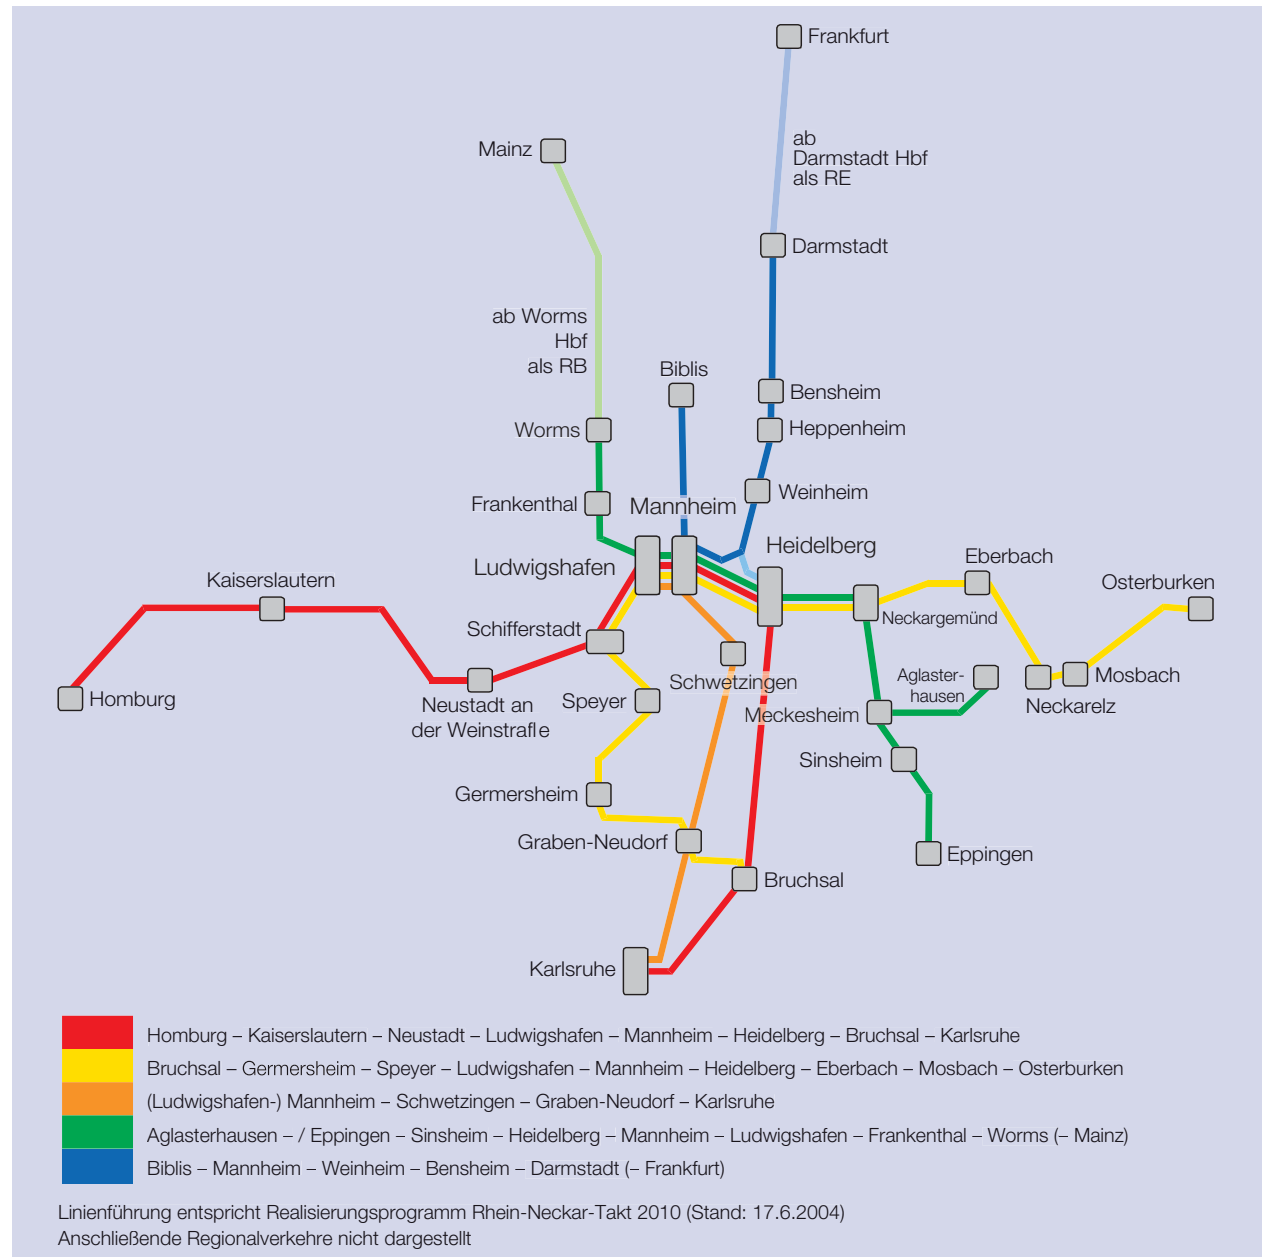 Frankfurt
Mainz
ab
Darmstadt Hbf
als RE
Darmstadt
ab Worms
Hbf
als RB
Biblis
Bensheim
Worms
Heppenheim
Frankenthal
Mannheim
Weinheim
Heidelberg
Ludwigshafen
Eberbach
Kaiserslautern
Osterburken
Neckargemünd
Schifferstadt
Schwetzingen
Aglaster-
hausen
Mosbach
Homburg
Neustadt an
der Weinstrafle
Speyer
Meckesheim
Neckarelz
Sinsheim
Germersheim
Graben-Neudorf
Eppingen
Bruchsal
Karlsruhe
Homburg – Kaiserslautern – Neustadt – Ludwigshafen – Mannheim – Heidelberg – Bruchsal – Karlsruhe
Bruchsal – Germersheim – Speyer – Ludwigshafen – Mannheim – Heidelberg – Eberbach – Mosbach – Osterburken
(Ludwigshafen-) Mannheim – Schwetzingen – Graben-Neudorf – Karlsruhe
Aglasterhausen – / Eppingen – Sinsheim – Heidelberg – Mannheim – Ludwigshafen – Frankenthal – Worms (– Mainz)
Biblis – Mannheim – Weinheim – Bensheim – Darmstadt (– Frankfurt)
Linienführung entspricht Realisierungsprogramm Rhein-Neckar-Takt 2010 (Stand: 17.6.2004)
Anschließende Regionalverkehre nicht dargestellt